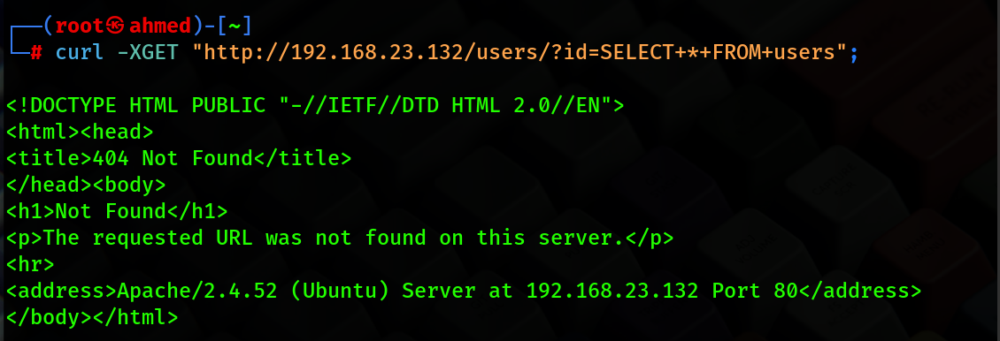 ┌──(root㉿ahmed)-[~]
└─# curl -XGET "http://192.168.23.132/users/?id=SELECT+*+FROM+users";
<!DOCTYPE HTML PUBLIC "-//IETF//DTD HTML 2.0//EN">
<html><head>
<title>404 Not Found</title>
</head><body>
<h1>Not Found</h1>
<p>The requested URL was not found on this server.</p>
<hr>
<address>Apache/2.4.52 (Ubuntu) Server at 192.168.23.132 Port 80</address>
</body></html>